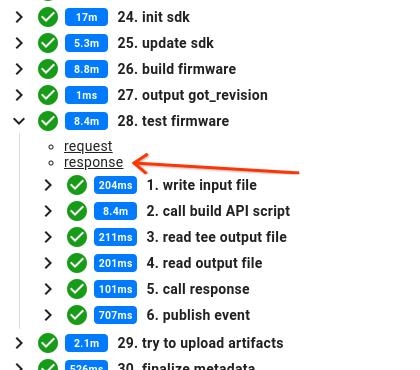 17m 24. init sdk
5.3m 25. update sdk
8.8m 26. build firmware
1ms 27. output got_revision
8.4m 28. test firmware
request
response
204ms 1. write input file
8.4m 2. call build API script
211ms 3. read tee output file
201ms 4. read output file
101ms 5. call response
707ms 6. publish event
2.1m 29. try to upload artifacts
526ms 30. finalize metadata